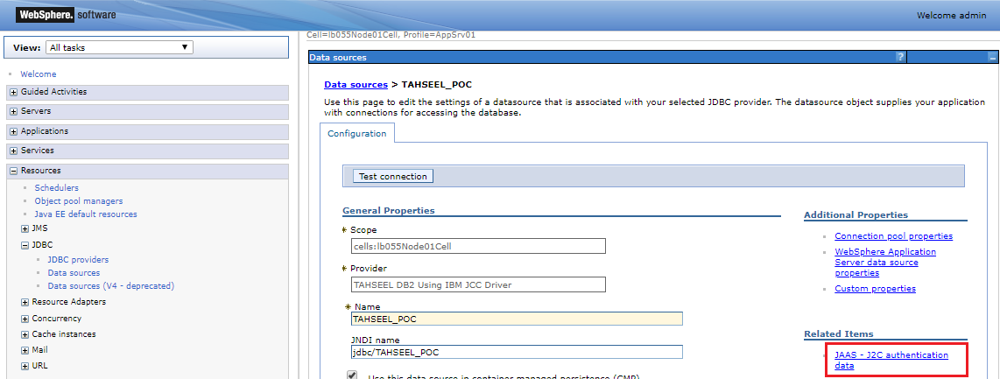 WebSphere. software
Welcome admin
View: All tasks
Welcome
Guided Activities
Servers
Applications
Services
Resources
Schedulers
Object pool managers
Java EE default resources
JMS
JDBC
JDBC providers
Data sources
Data sources (V4 - deprecated)
Resource Adapters
Concurrency
Cache instances
Mail
URL
Cell=lb055Node01Cell, Profile=AppSrv01
Data sources
?
Data sources > TAHSEEL_POC
Use this page to edit the settings of a datasource that is associated with your selected JDBC provider. The datasource object supplies your application
with connections for accessing the database.
Configuration
Test connection
General Properties
* Scope
cells:lb055Node01Cell
* Provider
TAHSEEL DB2 Using IBM JCC Driver
* Name
TAHSEEL_POC
JNDI name
jdbc/TAHSEEL_POC
Use this data source in container managed persistence (CMP)
Additional Properties
Connection pool properties
WebSphere Application
Server data source
properties
Custom properties
Related Items
JAAS - J2C authentication
data